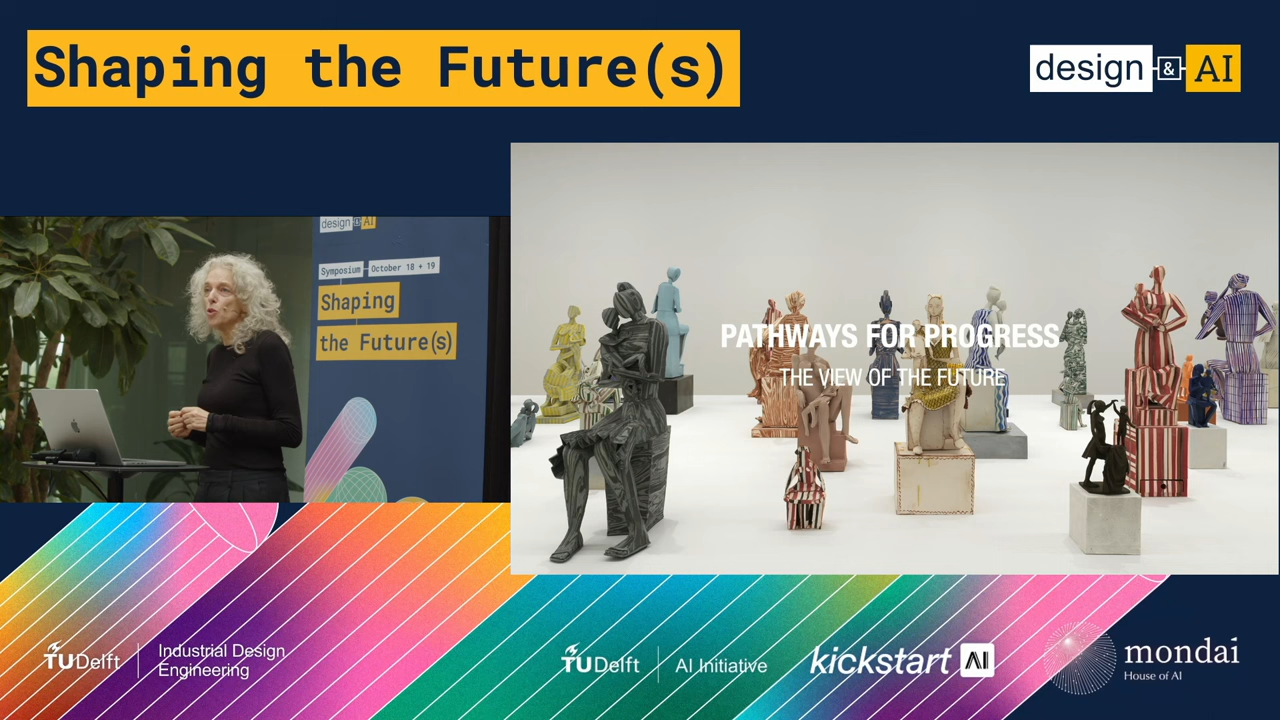 Shaping the Future(s)
design & AI
design & AI
Symposium October 18 + 19
Shaping
the Future(s)
PATHWAYS FOR PROGRESS
THE VIEW OF THE FUTURE
TU Delft
Industrial Design
Engineering
TU Delft
AI Initiative
kickstart AI
mondai
House of AI